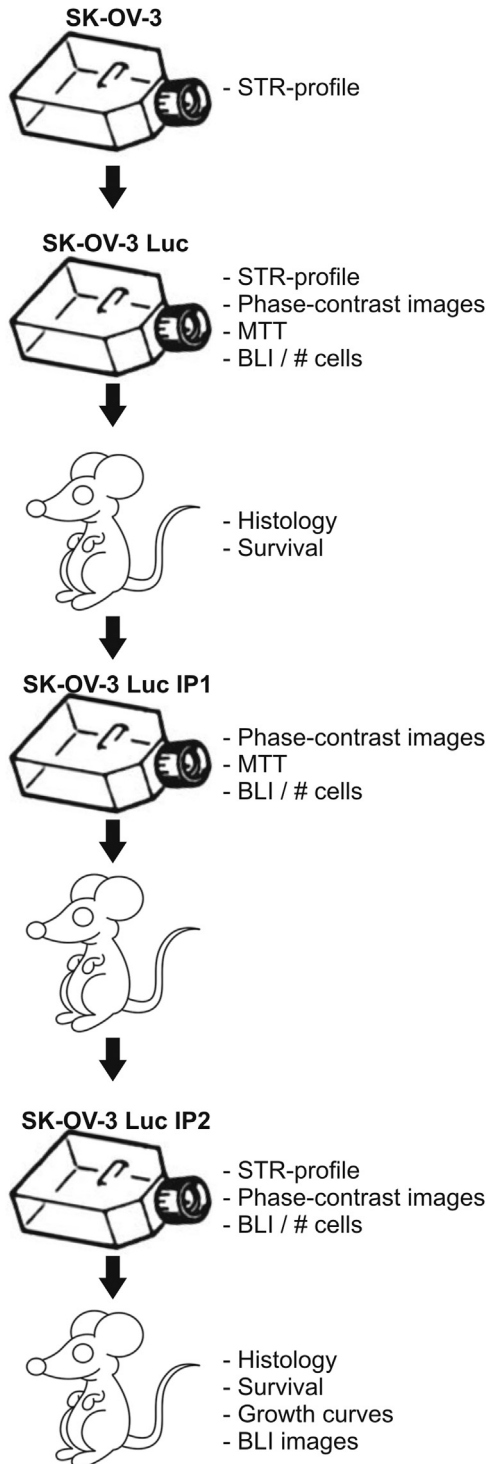 SK-OV-3
- STR-profile
SK-OV-3 Luc
- STR-profile
- Phase-contrast images
- MTT
- BLI / # cells
- Histology
- Survival
SK-OV-3 Luc IP1
- Phase-contrast images
- MTT
- BLI / # cells
SK-OV-3 Luc IP2
- STR-profile
- Phase-contrast images
- BLI / # cells
- Histology
- Survival
- Growth curves
- BLI images